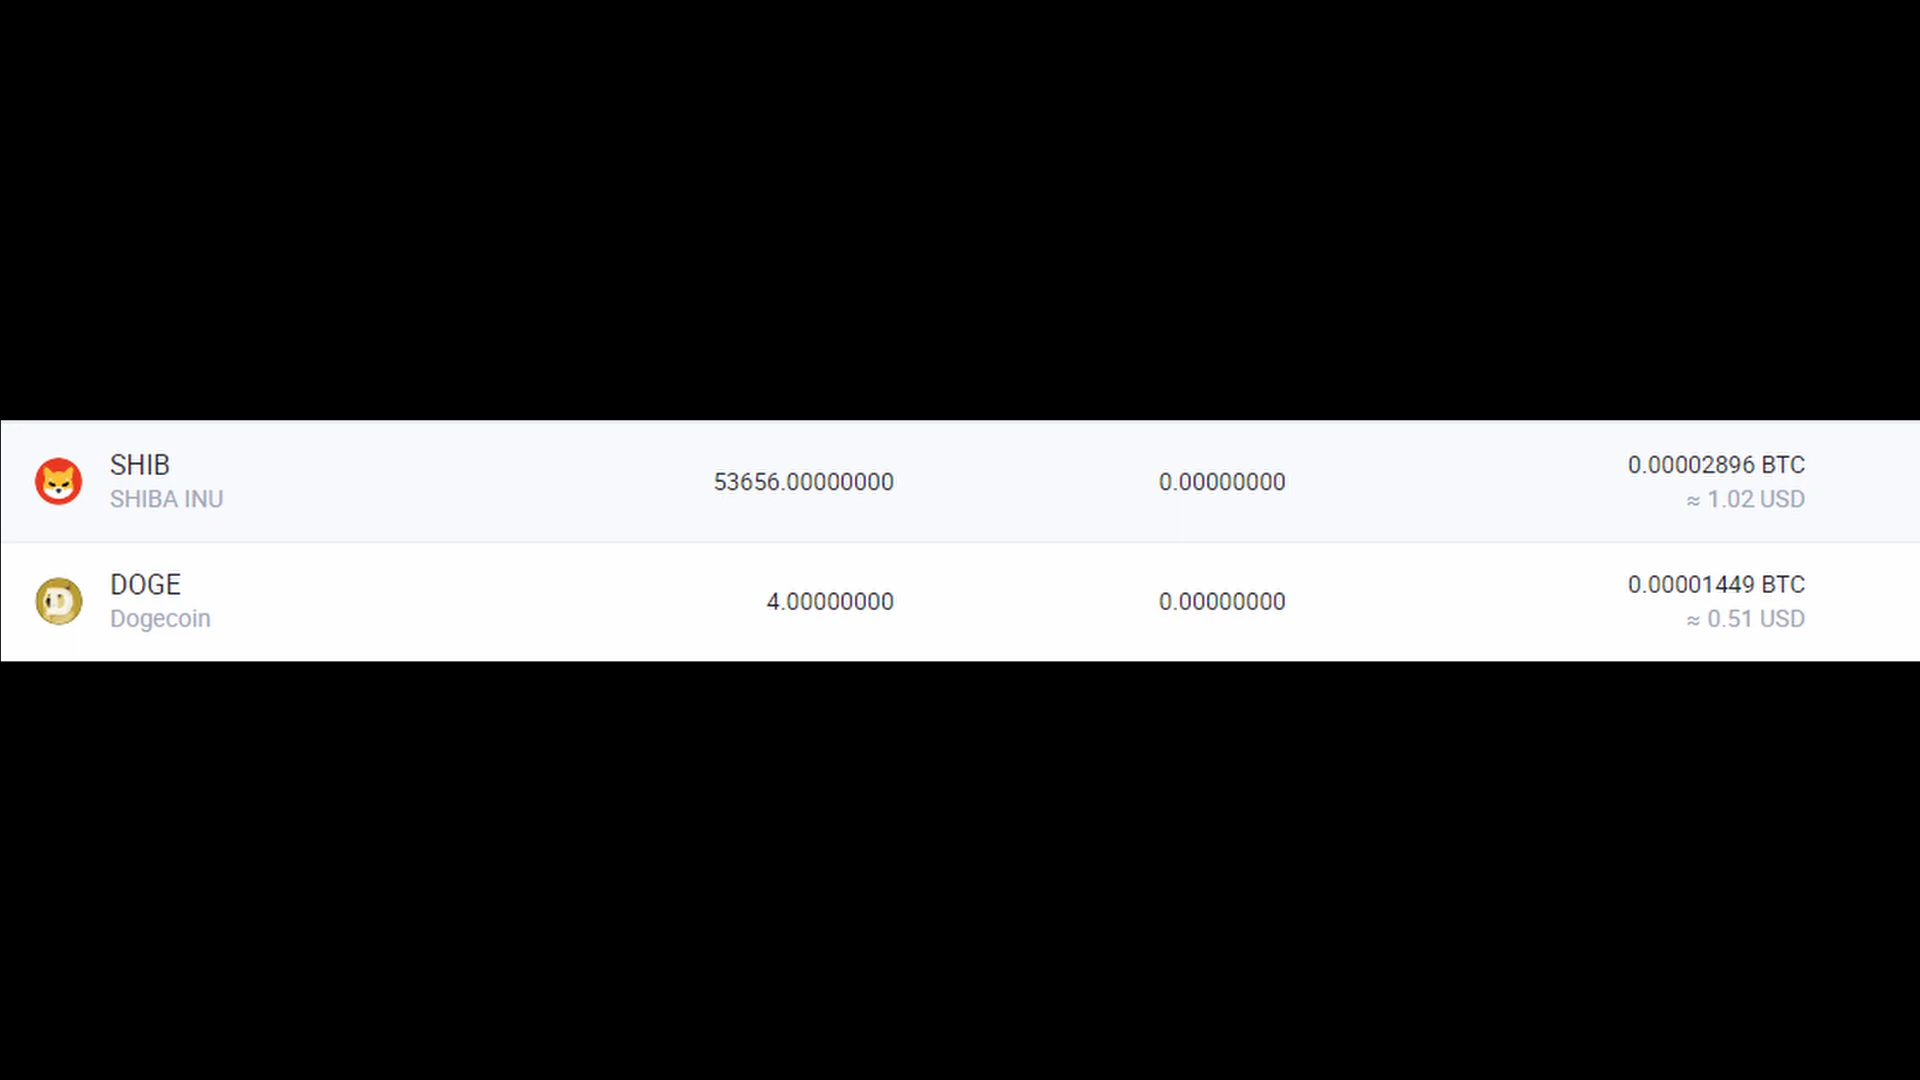 SHIB
SHIBA INU
53656.00000000
0.00000000
0.00002896 BTC
≈ 1.02 USD
DOGE
Dogecoin
4.00000000
0.00000000
0.00001449 BTC
≈ 0.51 USD